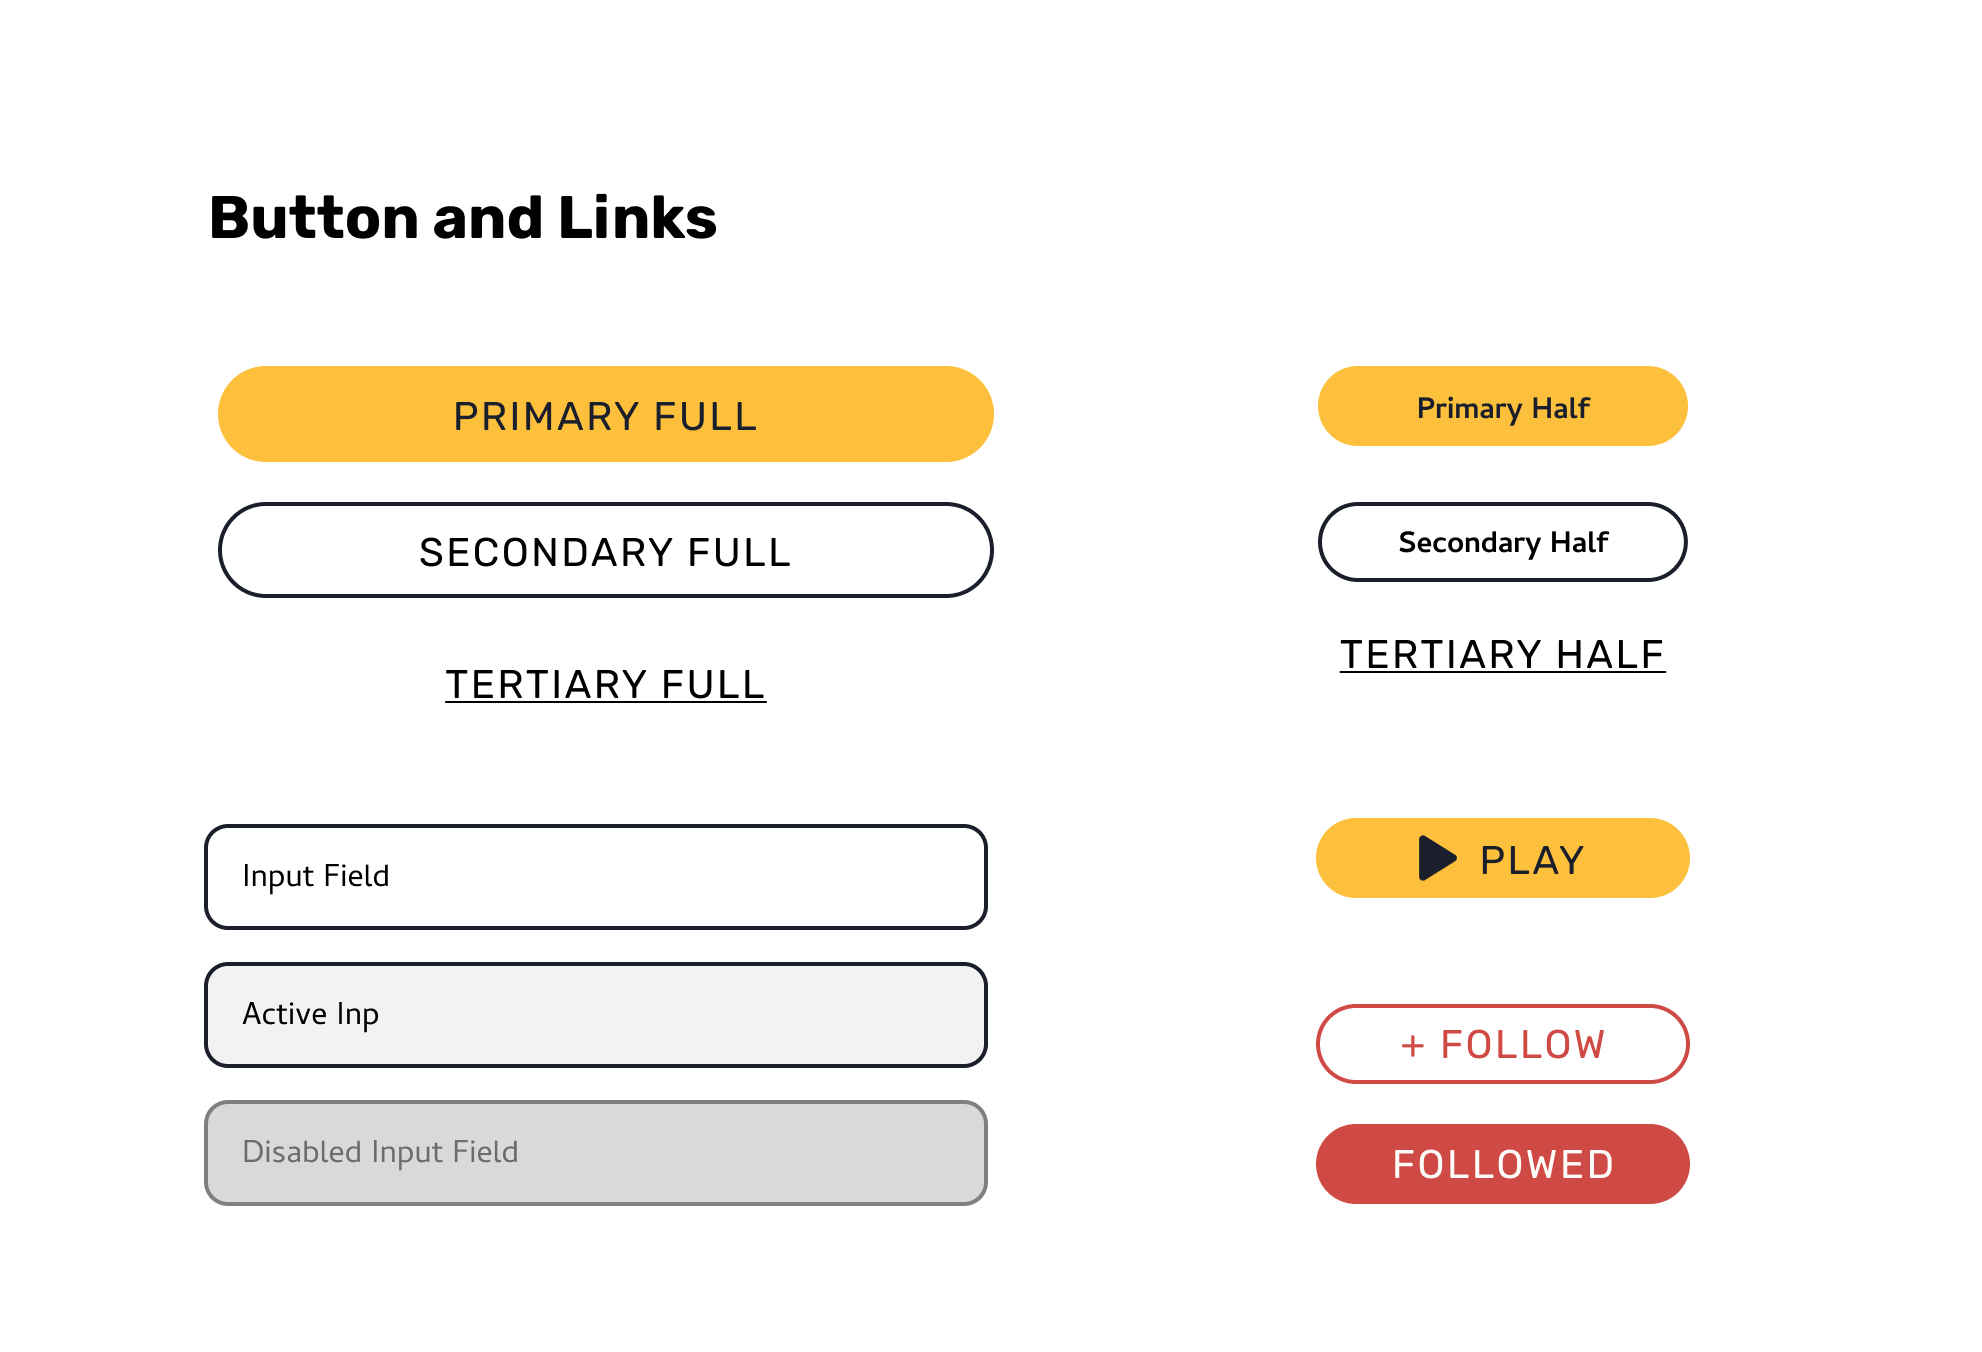 Button and Links
PRIMARY FULL
SECONDARY FULL
TERTIARY FULL
Primary Half
Secondary Half
TERTIARY HALF
Input Field
Active Inp
Disabled Input Field
PLAY
+ FOLLOW
FOLLOWED